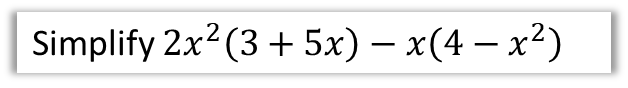 Simplify 2x²(3 + 5x) − x(4 − x²)